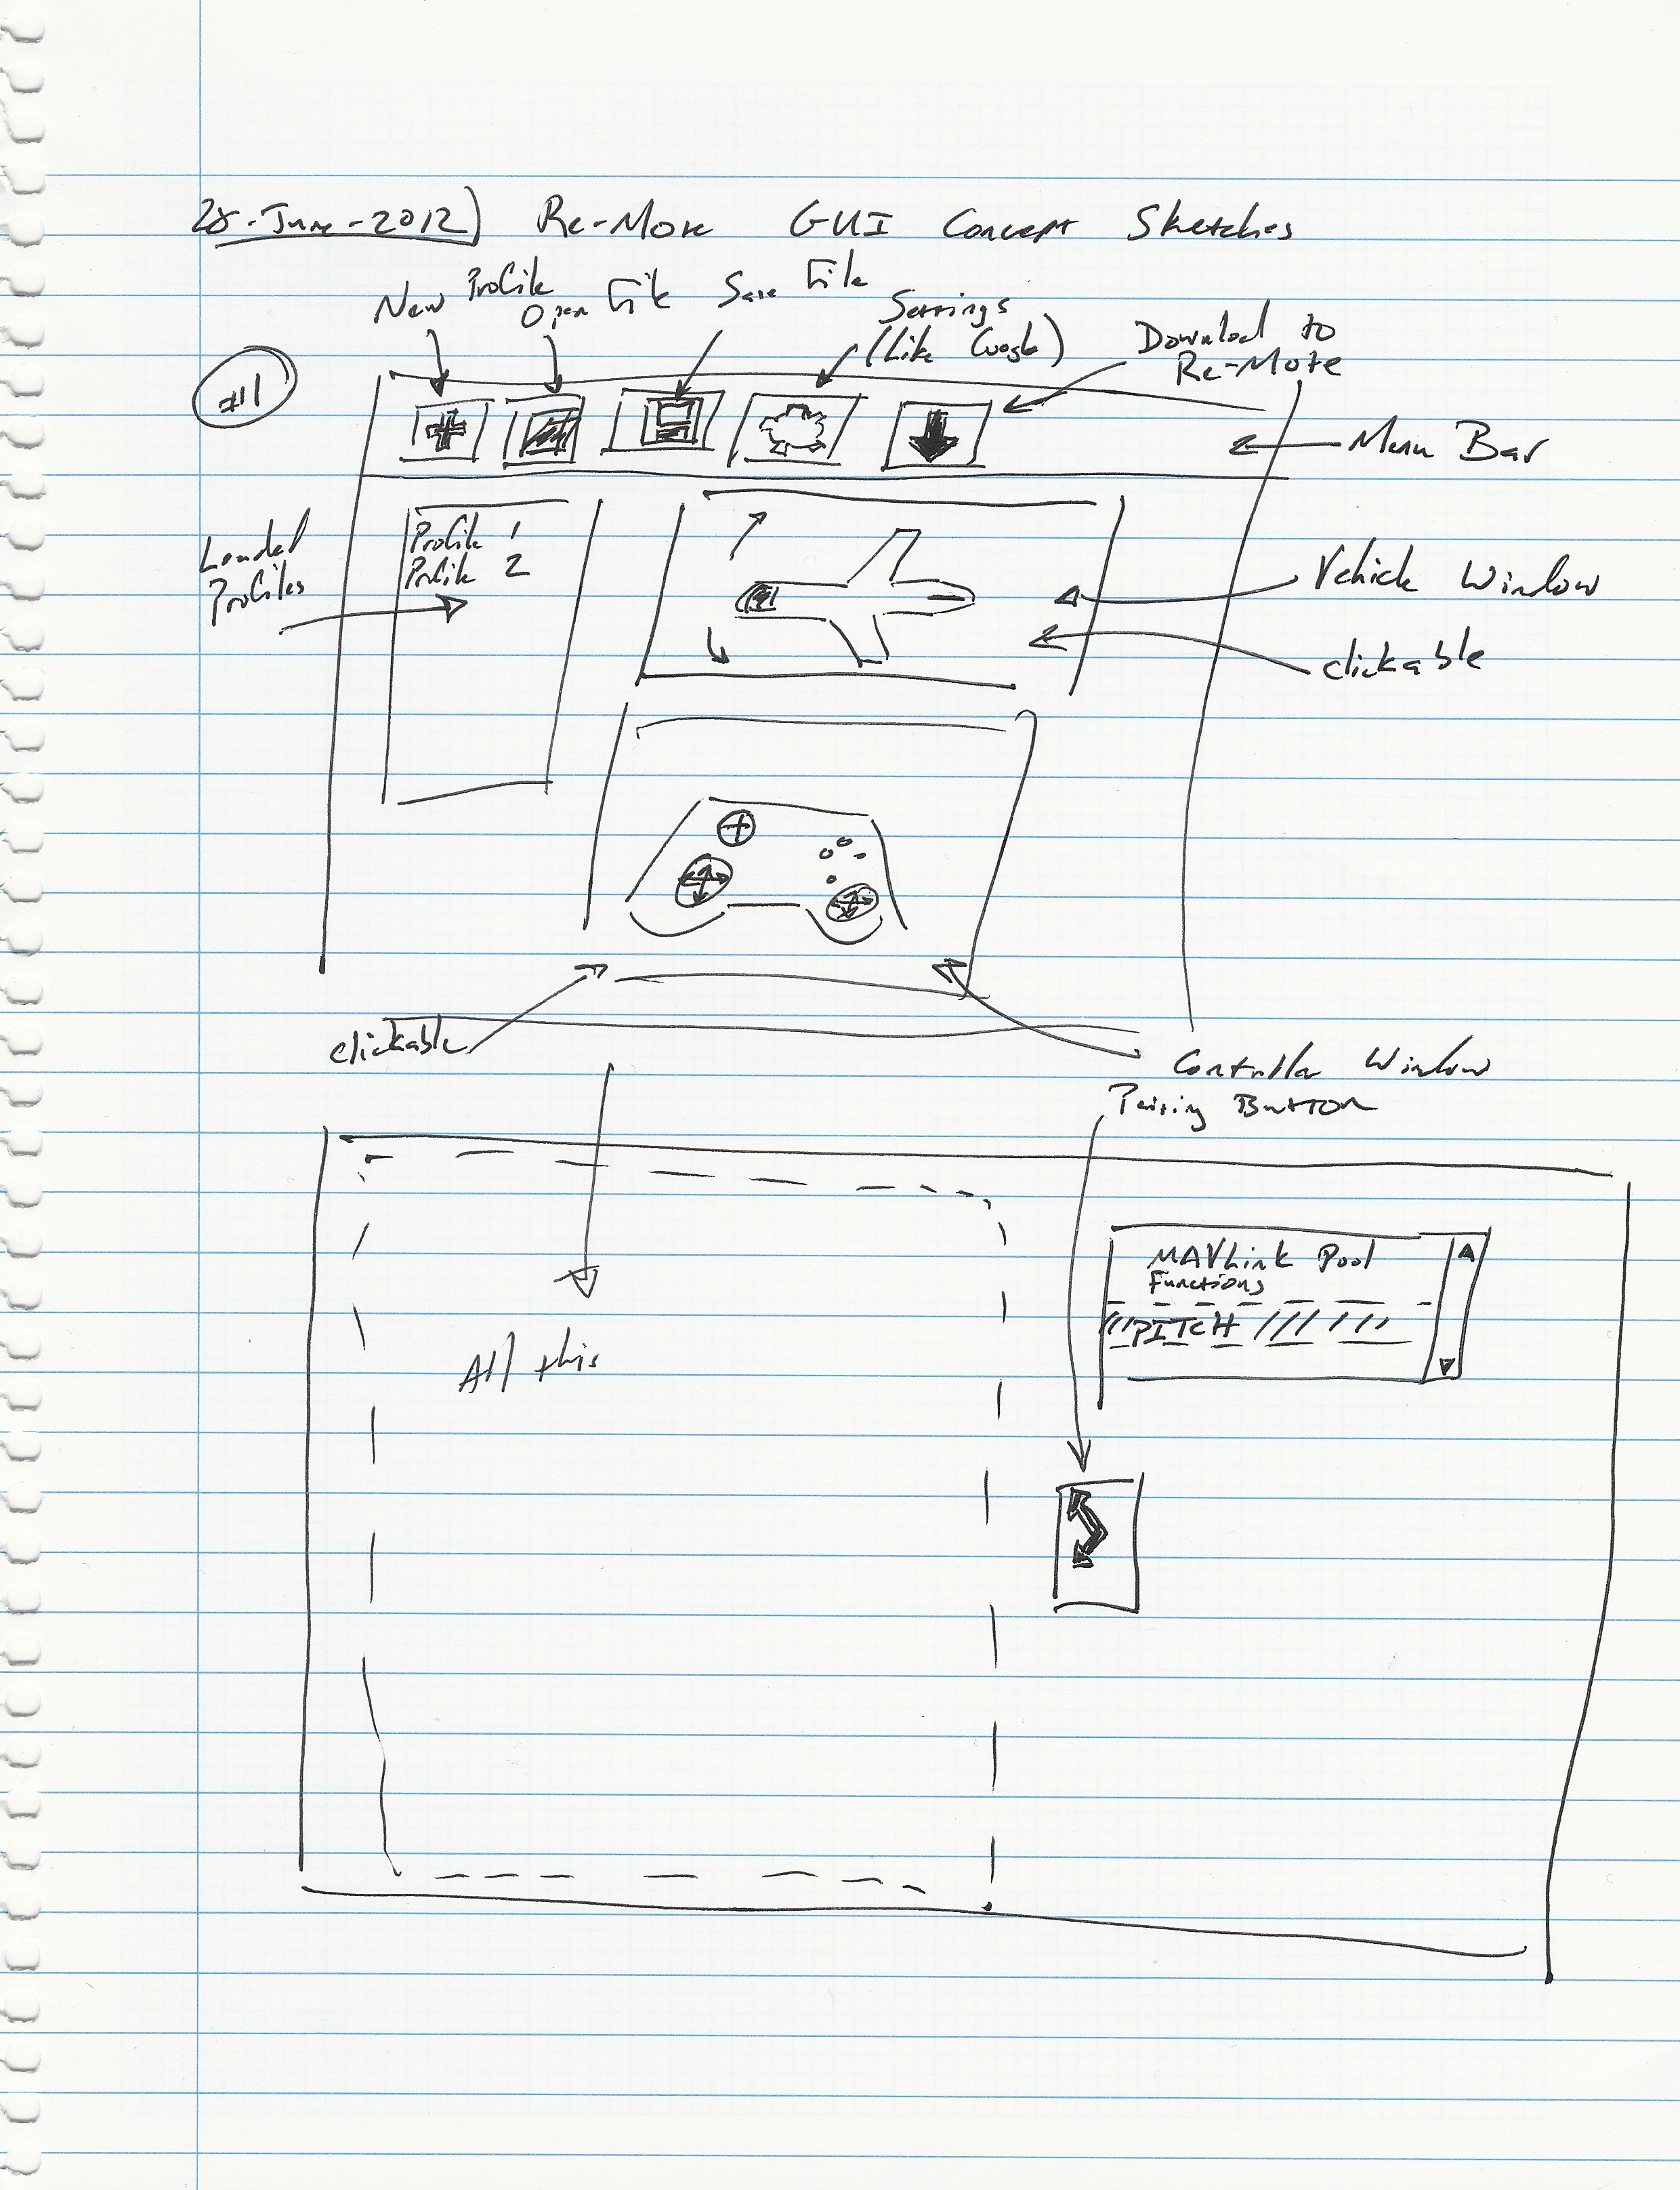 28-June-2012) Re-Mote GUI Concept Sketches
New Profile
Open File
Save File
Settings
(Like Google)
Download to
Re-Mote
#1
Menu Bar
Loaded
Profiles
Profile 1
Profile 2
Vehicle Window
clickable
clickable
Controller Window
Pairing Button
MAVLink Pool
Functions
PITCH
All this